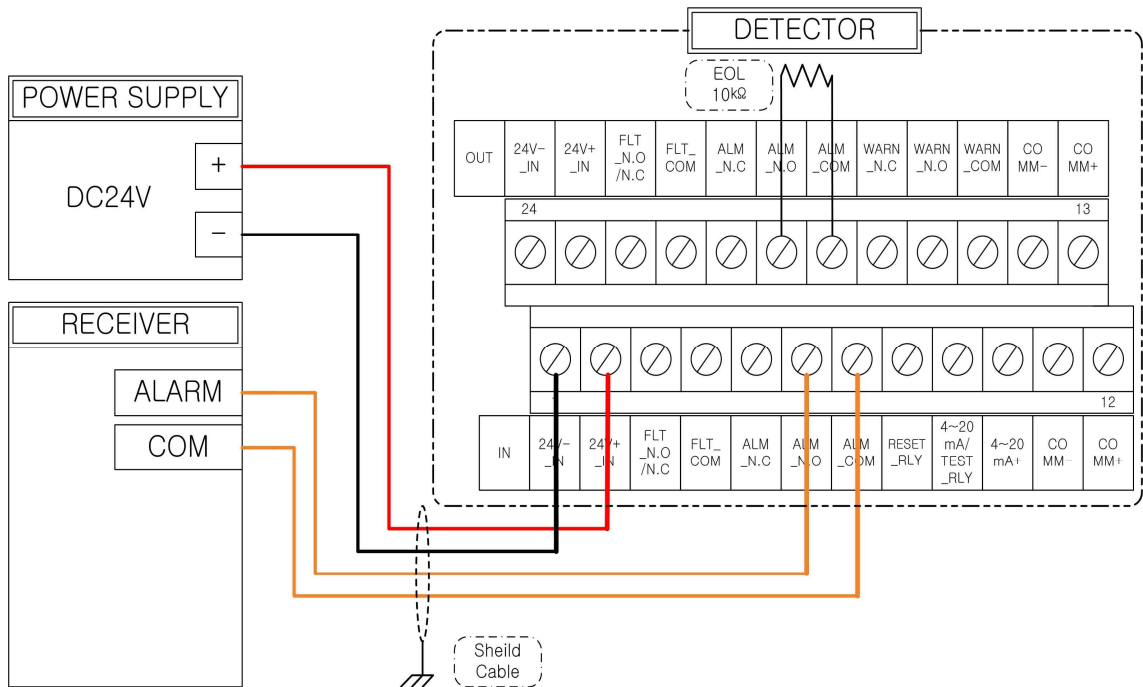 DETECTOR
EOL
10kΩ
POWER SUPPLY
DC24V
+
−
RECEIVER
ALARM
COM
OUT
24V-
_IN
24V+
_IN
FLT
_N.O
/N.C
FLT_
COM
ALM
_N.C
ALM
_N.O
ALM
_COM
WARN
_N.C
WARN
_N.O
WARN
_COM
CO
MM-
CO
MM+
24
13
12
IN
24V-
_IN
24V+
_IN
FLT
_N.O
/N.C
FLT_
COM
ALM
_N.C
ALM
_N.O
ALM
_COM
RESET
_RLY
4~20
mA/
TEST
_RLY
4~20
mA+
CO
MM-
CO
MM+
Sheild
Cable